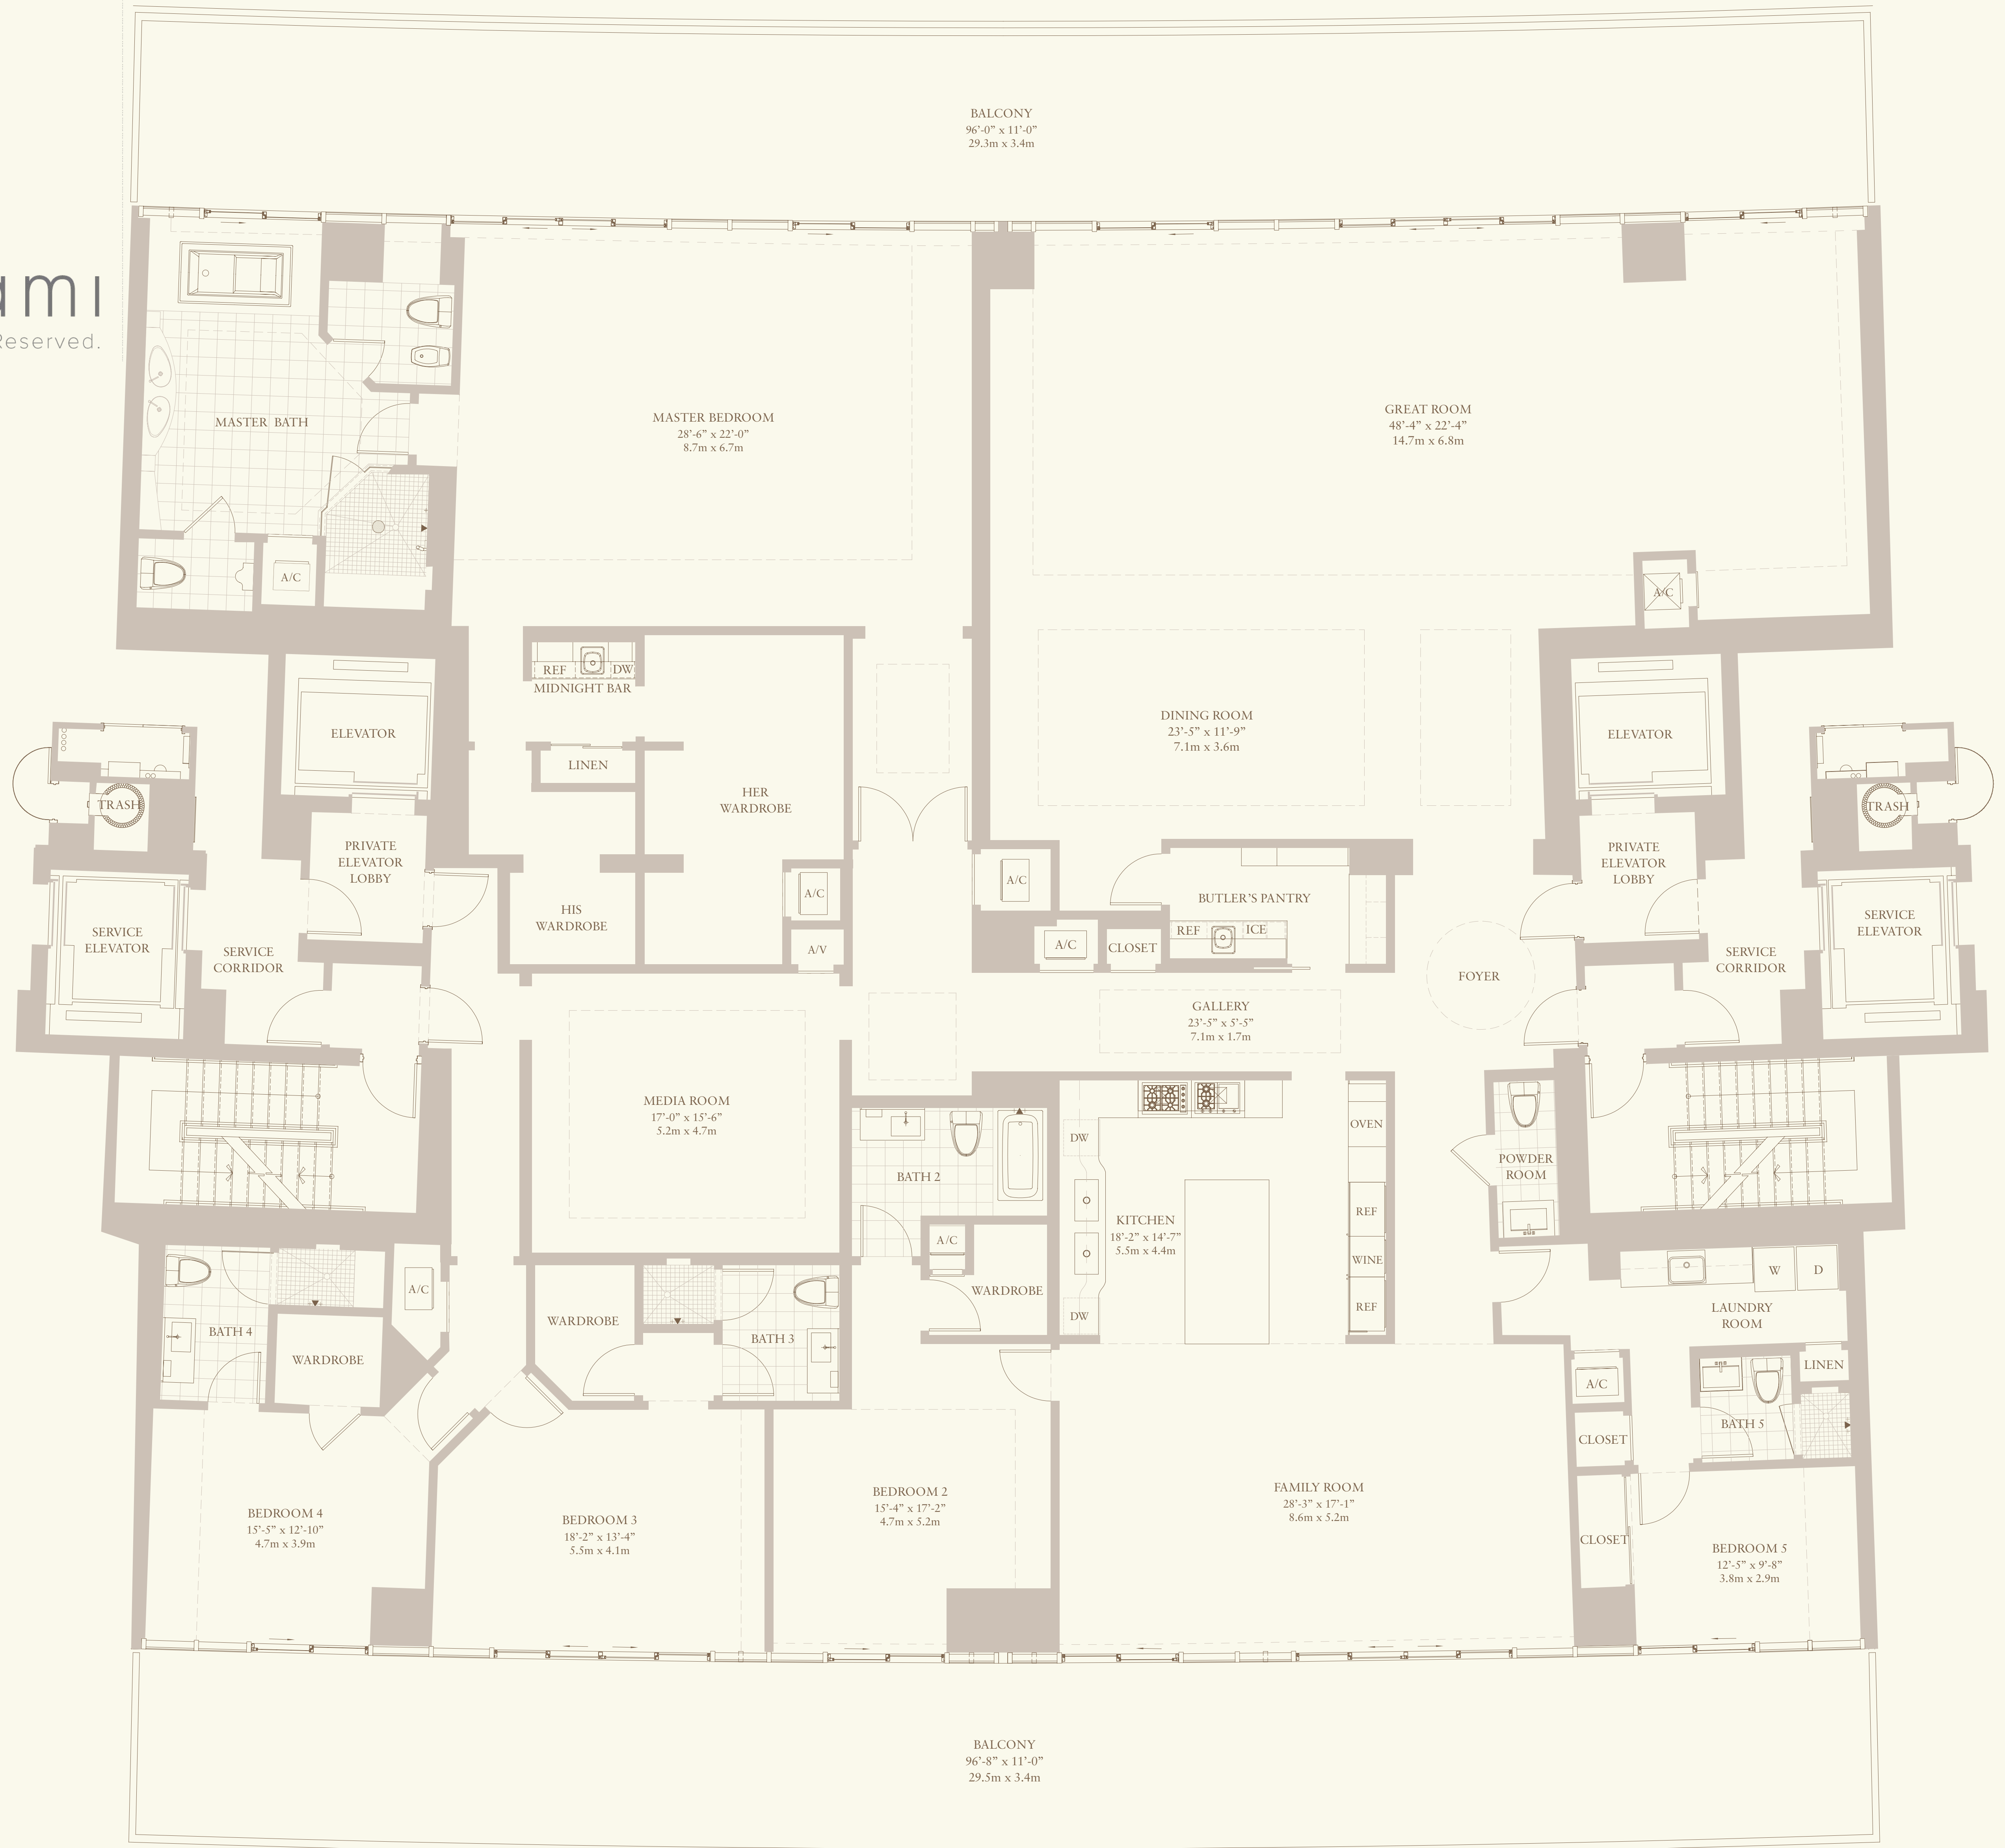 BALCONY
96’-0” x 11’-0”
29.3m x 3.4m
ami
Reserved.
MASTER BATH
MASTER BEDROOM
28’-6” x 22’-0”
8.7m x 6.7m
GREAT ROOM
48’-4” x 22’-4”
14.7m x 6.8m
A/C
A/C
REF
DW
MIDNIGHT BAR
ELEVATOR
LINEN
HER
WARDROBE
DINING ROOM
23’-5” x 11’-9”
7.1m x 3.6m
ELEVATOR
TRASH
TRASH
PRIVATE
ELEVATOR
LOBBY
PRIVATE
ELEVATOR
LOBBY
A/C
A/C
BUTLER’S PANTRY
HIS
WARDROBE
SERVICE
ELEVATOR
SERVICE
ELEVATOR
SERVICE
CORRIDOR
A/V
A/C
CLOSET
REF
ICE
FOYER
SERVICE
CORRIDOR
GALLERY
23’-5” x 5’-5”
7.1m x 1.7m
MEDIA ROOM
17’-0” x 15’-6”
5.2m x 4.7m
DW
OVEN
BATH 2
POWDER
ROOM
KITCHEN
18’-2” x 14’-7”
5.5m x 4.4m
REF
A/C
WINE
W
D
A/C
WARDROBE
REF
DW
LAUNDRY
ROOM
WARDROBE
BATH 4
BATH 3
WARDROBE
LINEN
A/C
BATH 5
CLOSET
BEDROOM 4
15’-5” x 12’-10”
4.7m x 3.9m
BEDROOM 3
18’-2” x 13’-4”
5.5m x 4.1m
BEDROOM 2
15’-4” x 17’-2”
4.7m x 5.2m
FAMILY ROOM
28’-3” x 17’-1”
8.6m x 5.2m
CLOSET
BEDROOM 5
12’-5” x 9’-8”
3.8m x 2.9m
BALCONY
96’-8” x 11’-0”
29.5m x 3.4m